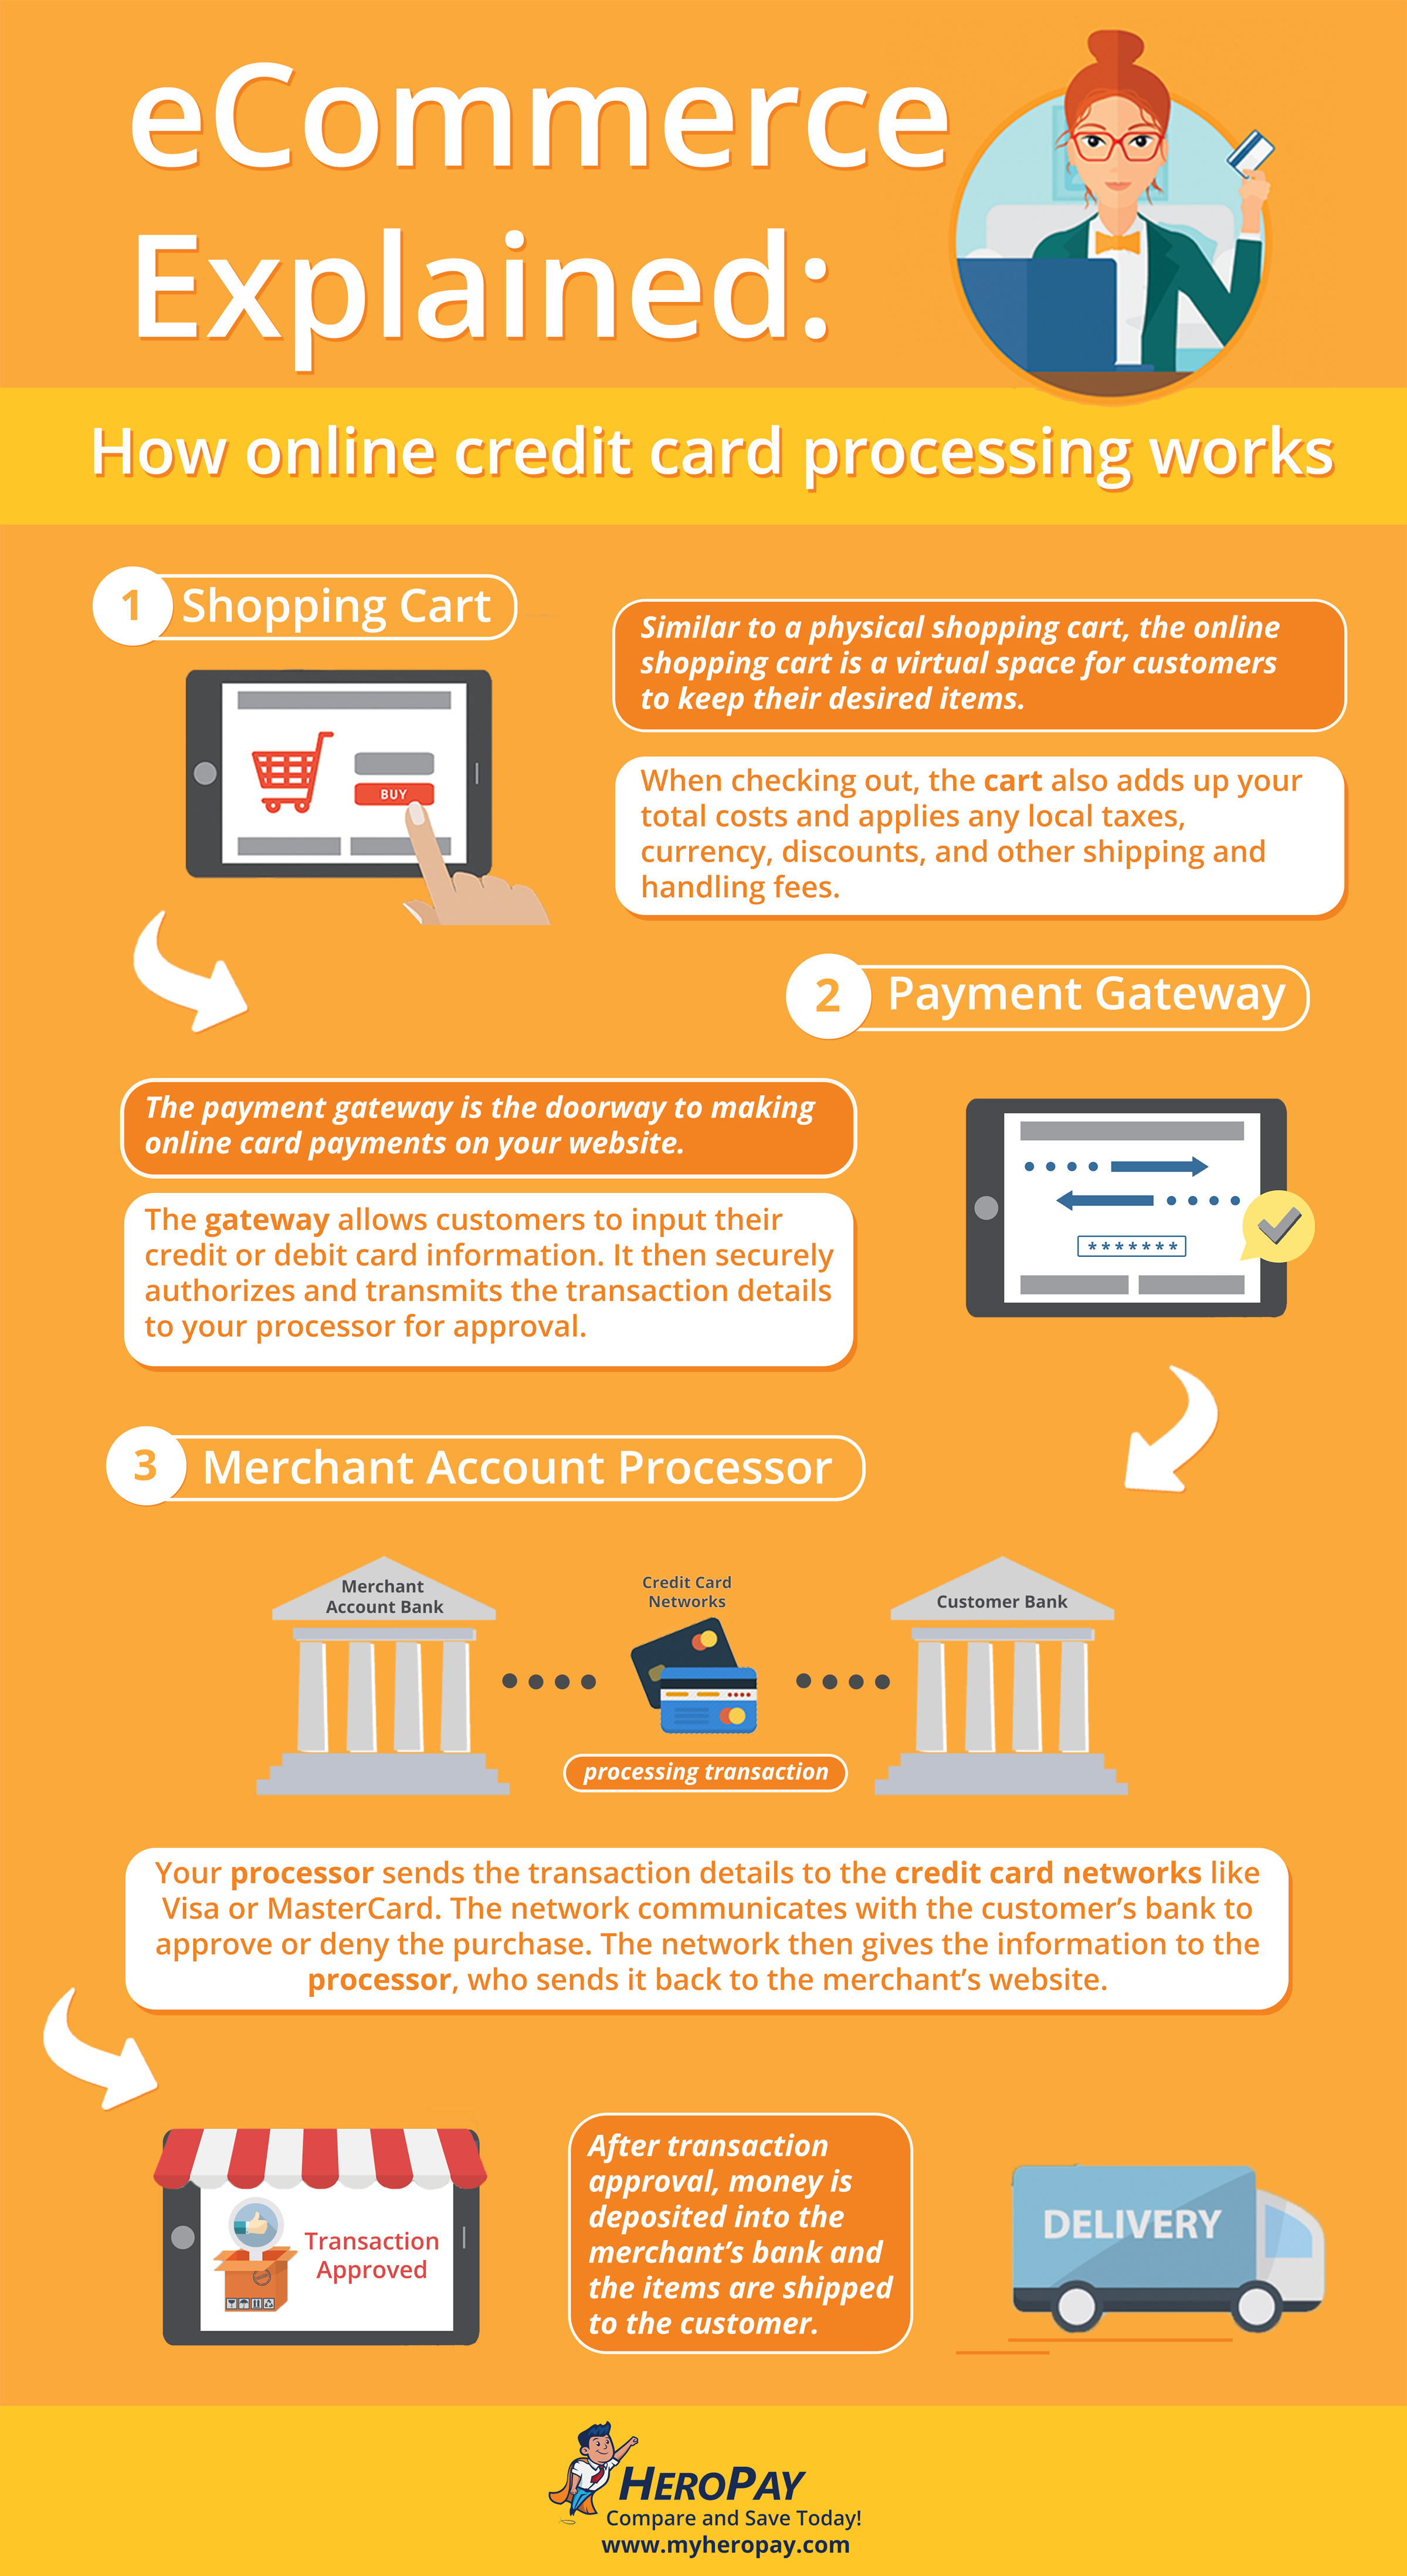 eCommerce
Explained:
How online credit card processing works
1 Shopping Cart
Similar to a physical shopping cart, the online
shopping cart is a virtual space for customers
to keep their desired items.
BUY
When checking out, the cart also adds up your
total costs and applies any local taxes,
currency, discounts, and other shipping and
handling fees.
2 Payment Gateway
The payment gateway is the doorway to making
online card payments on your website.
The gateway allows customers to input their
credit or debit card information. It then securely
authorizes and transmits the transaction details
to your processor for approval.
*******
3 Merchant Account Processor
Merchant
Account Bank
Credit Card
Networks
Customer Bank
processing transaction
Your processor sends the transaction details to the credit card networks like
Visa or MasterCard. The network communicates with the customer’s bank to
approve or deny the purchase. The network then gives the information to the
processor, who sends it back to the merchant’s website.
Transaction
Approved
After transaction
approval, money is
deposited into the
merchant’s bank and
the items are shipped
to the customer.
DELIVERY
HEROPAY
Compare and Save Today!
www.myheropay.com